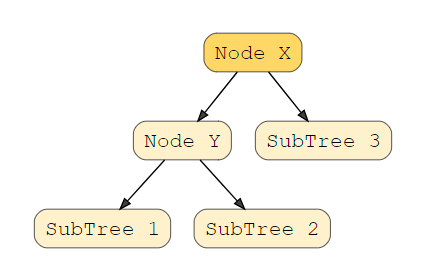 Node X
Node Y
SubTree 3
SubTree 1
SubTree 2